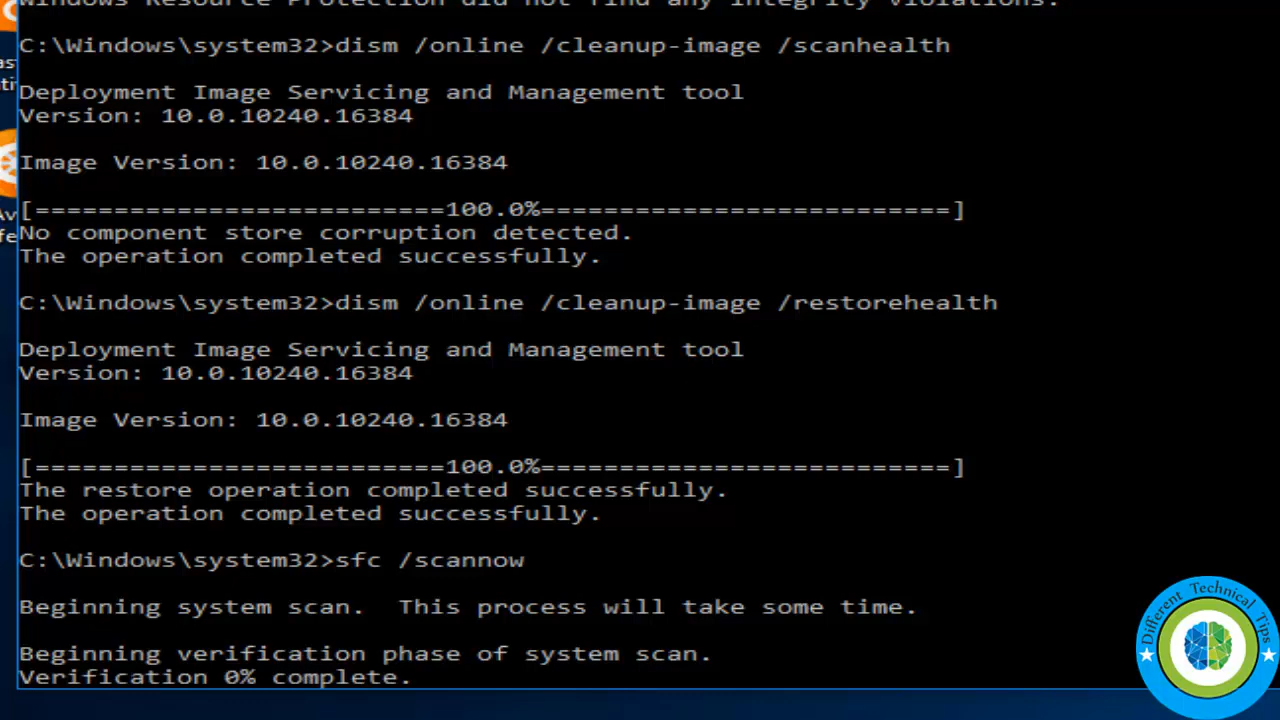 Windows Resource Protection did not find any integrity violations.
C:\Windows\system32>dism /online /cleanup-image /scanhealth
Deployment Image Servicing and Management tool
Version: 10.0.10240.16384
Image Version: 10.0.10240.16384
[==========================100.0%==========================]
No component store corruption detected.
The operation completed successfully.
C:\Windows\system32>dism /online /cleanup-image /restorehealth
Deployment Image Servicing and Management tool
Version: 10.0.10240.16384
Image Version: 10.0.10240.16384
[==========================100.0%==========================]
The restore operation completed successfully.
The operation completed successfully.
C:\Windows\system32>sfc /scannow
Beginning system scan.  This process will take some time.
Beginning verification phase of system scan.
Verification 0% complete.
Different Technical Tips